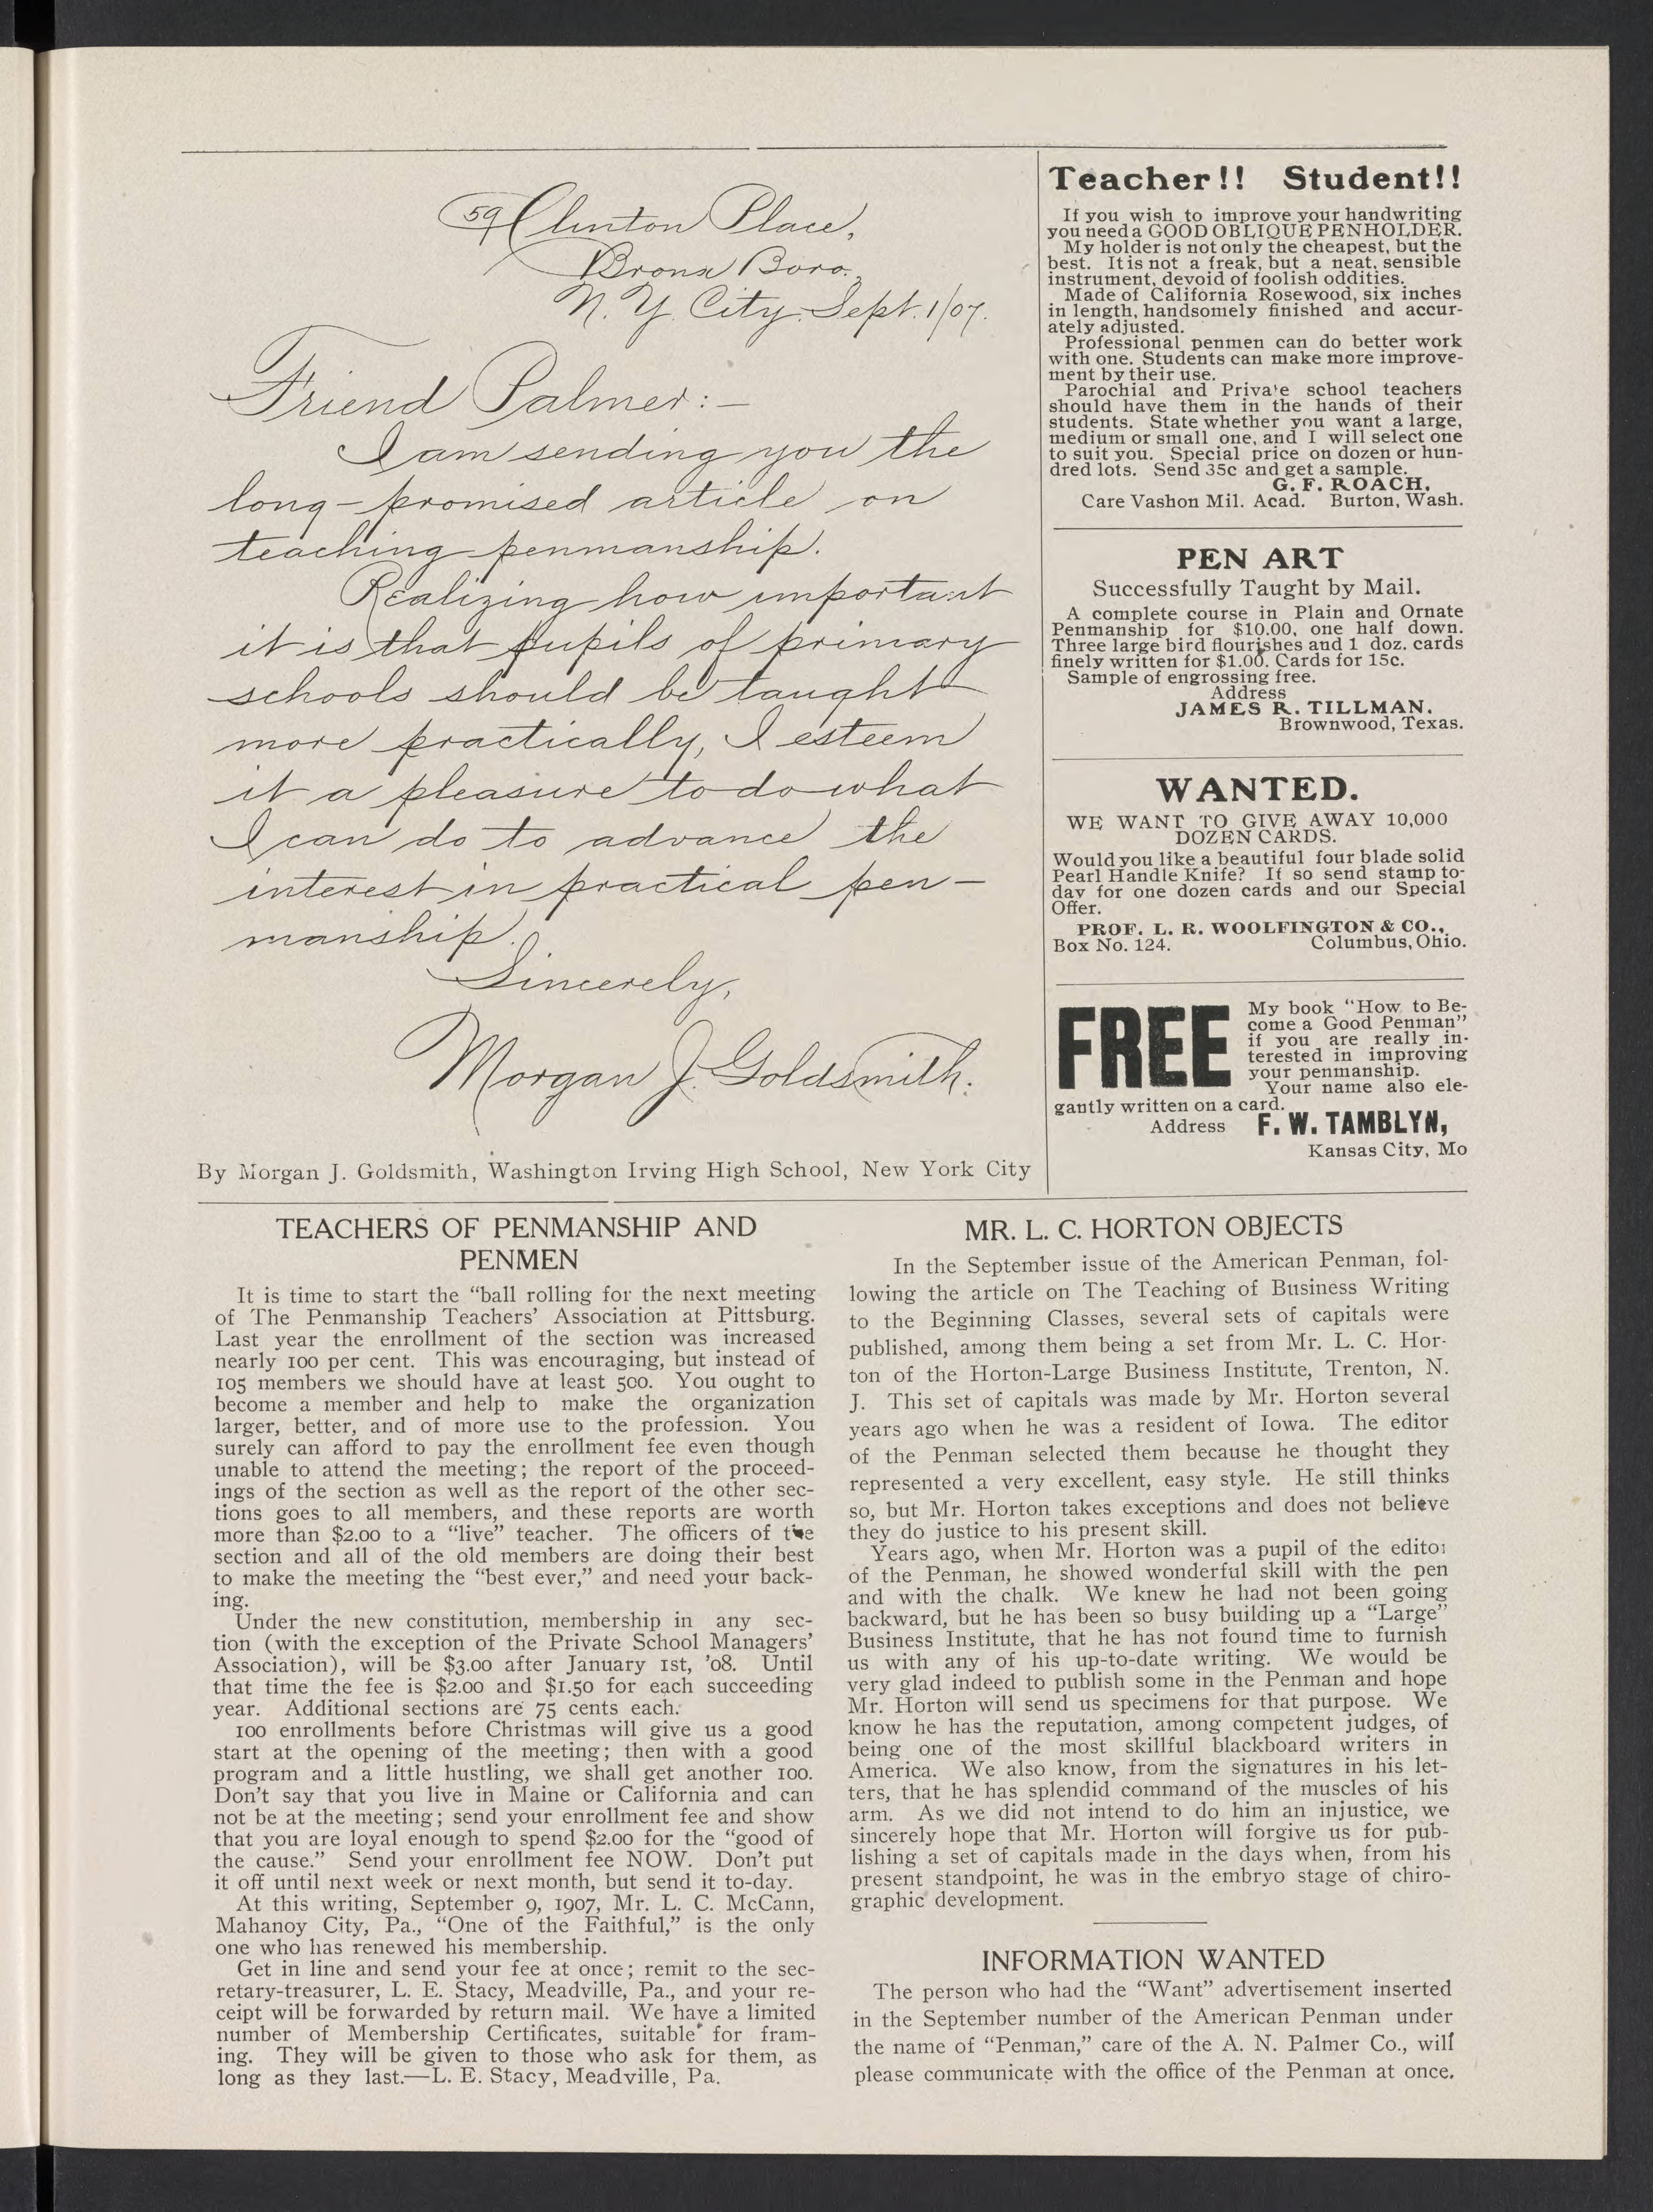 59 Clinton Place,
Bronx Boro.,
N. Y. City. Sept. 1/07.
Friend Palmer:—
I am sending you the
long-promised article on
teaching penmanship.
Realizing how important
it is that pupils of primary
schools should be taught
more practically, I esteem
it a pleasure to do what
I can do to advance the
interest in practical pen-
manship.
Sincerely,
Morgan J. Goldsmith.
By Morgan J. Goldsmith, Washington Irving High School, New York City
Teacher!! Student!!
If you wish to improve your handwriting
you need a GOOD OBLIQUE PENHOLDER.
My holder is not only the cheapest, but the
best. It is not a freak, but a neat, sensible
instrument, devoid of foolish oddities.
Made of California Rosewood, six inches
in length, handsomely finished and accur-
ately adjusted.
Professional penmen can do better work
with one. Students can make more improve-
ment by their use.
Parochial and Private school teachers
should have them in the hands of their
students. State whether you want a large,
medium or small one, and I will select one
to suit you. Special price on dozen or hun-
dred lots. Send 35c and get a sample.
G. F. ROACH,
Care Vashon Mil. Acad. Burton, Wash.
PEN ART
Successfully Taught by Mail.
A complete course in Plain and Ornate
Penmanship for $10.00, one half down.
Three large bird flourishes and 1 doz. cards
finely written for $1.00. Cards for 15c.
Sample of engrossing free.
Address
JAMES R. TILLMAN.
Brownwood, Texas.
WANTED.
WE WANT TO GIVE AWAY 10,000
DOZEN CARDS.
Would you like a beautiful four blade solid
Pearl Handle Knife? If so send stamp to-
day for one dozen cards and our Special
Offer.
PROF. L. R. WOOLFINGTON & CO.,
Box No. 124. Columbus, Ohio.
FREE
My book "How to Be-
come a Good Penman"
if you are really in-
terested in improving
your penmanship.
Your name also ele-
gantly written on a card.
Address F. W. TAMBLYN,
Kansas City, Mo
TEACHERS OF PENMANSHIP AND
PENMEN
It is time to start the "ball rolling for the next meeting
of The Penmanship Teachers' Association at Pittsburg.
Last year the enrollment of the section was increased
nearly 100 per cent. This was encouraging, but instead of
105 members we should have at least 500. You ought to
become a member and help to make the organization
larger, better, and of more use to the profession. You
surely can afford to pay the enrollment fee even though
unable to attend the meeting; the report of the proceed-
ings of the section as well as the report of the other sec-
tions goes to all members, and these reports are worth
more than $2.00 to a "live" teacher. The officers of the
section and all of the old members are doing their best
to make the meeting the "best ever," and need your back-
ing.
Under the new constitution, membership in any sec-
tion (with the exception of the Private School Managers'
Association), will be $3.00 after January 1st, '08. Until
that time the fee is $2.00 and $1.50 for each succeeding
year. Additional sections are 75 cents each.
100 enrollments before Christmas will give us a good
start at the opening of the meeting; then with a good
program and a little hustling, we shall get another 100.
Don't say that you live in Maine or California and can
not be at the meeting; send your enrollment fee and show
that you are loyal enough to spend $2.00 for the "good of
the cause." Send your enrollment fee NOW. Don't put
it off until next week or next month, but send it to-day.
At this writing, September 9, 1907, Mr. L. C. McCann,
Mahanoy City, Pa., "One of the Faithful," is the only
one who has renewed his membership.
Get in line and send your fee at once; remit to the sec-
retary-treasurer, L. E. Stacy, Meadville, Pa., and your re-
ceipt will be forwarded by return mail. We have a limited
number of Membership Certificates, suitable for fram-
ing. They will be given to those who ask for them, as
long as they last.—L. E. Stacy, Meadville, Pa.
MR. L. C. HORTON OBJECTS
In the September issue of the American Penman, fol-
lowing the article on The Teaching of Business Writing
to the Beginning Classes, several sets of capitals were
published, among them being a set from Mr. L. C. Hor-
ton of the Horton-Large Business Institute, Trenton, N.
J. This set of capitals was made by Mr. Horton several
years ago when he was a resident of Iowa. The editor
of the Penman selected them because he thought they
represented a very excellent, easy style. He still thinks
so, but Mr. Horton takes exceptions and does not believe
they do justice to his present skill.
Years ago, when Mr. Horton was a pupil of the editor
of the Penman, he showed wonderful skill with the pen
and with the chalk. We knew he had not been going
backward, but he has been so busy building up a "Large"
Business Institute, that he has not found time to furnish
us with any of his up-to-date writing. We would be
very glad indeed to publish some in the Penman and hope
Mr. Horton will send us specimens for that purpose. We
know he has the reputation, among competent judges, of
being one of the most skillful blackboard writers in
America. We also know, from the signatures in his let-
ters, that he has splendid command of the muscles of his
arm. As we did not intend to do him an injustice, we
sincerely hope that Mr. Horton will forgive us for pub-
lishing a set of capitals made in the days when, from his
present standpoint, he was in the embryo stage of chiro-
graphic development.
INFORMATION WANTED
The person who had the "Want" advertisement inserted
in the September number of the American Penman under
the name of "Penman," care of the A. N. Palmer Co., will
please communicate with the office of the Penman at once.